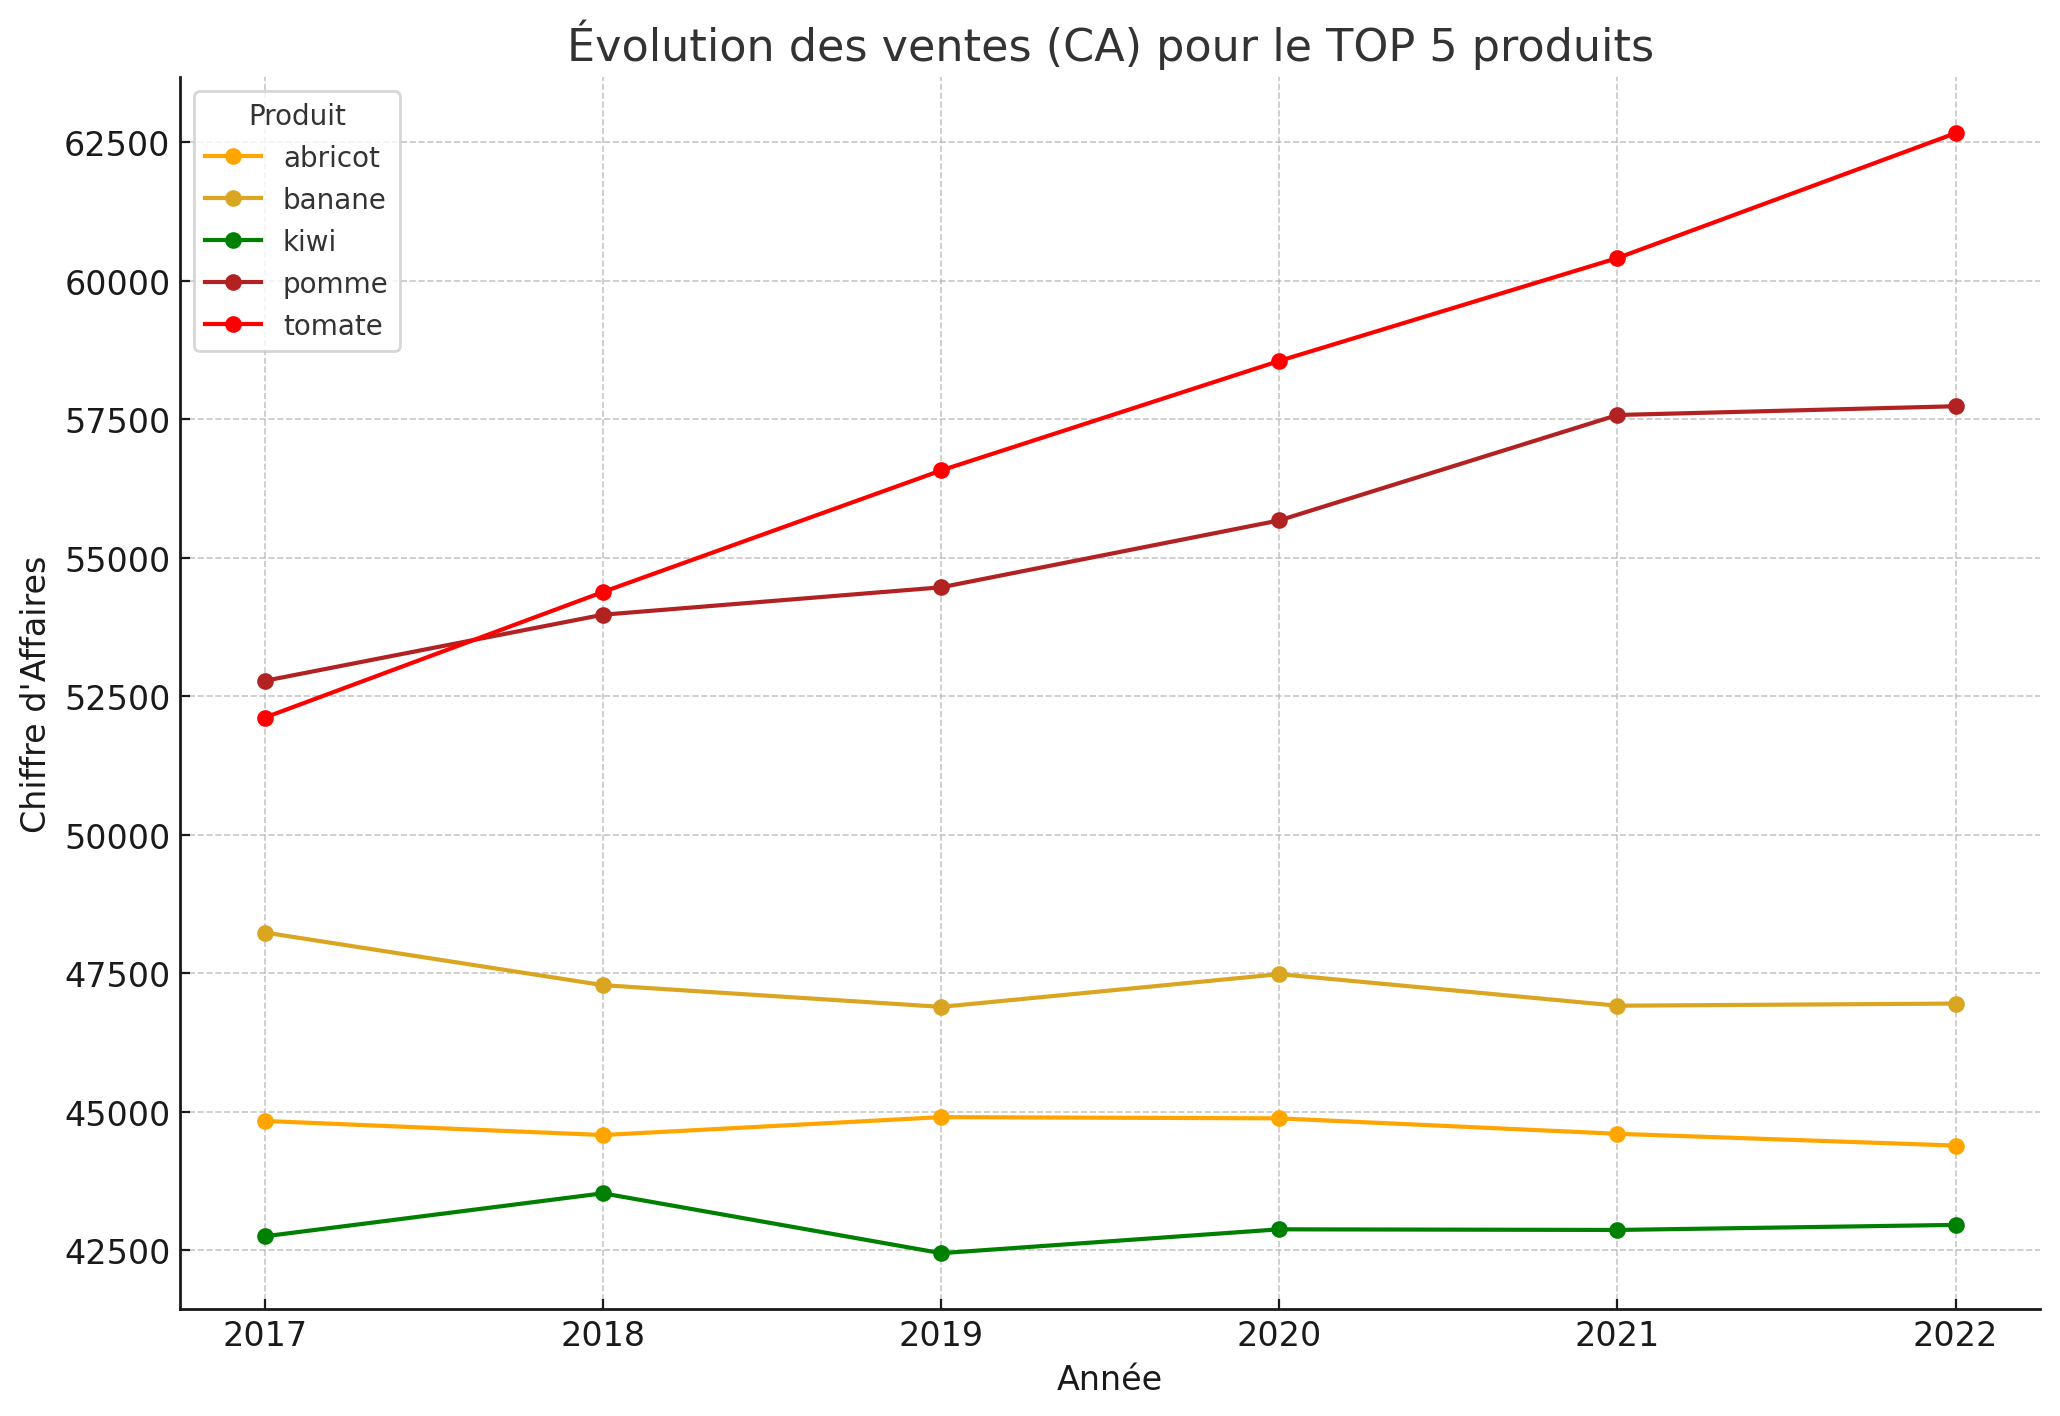 Évolution des ventes (CA) pour le TOP 5 produits
Produit
abricot
banane
kiwi
pomme
tomate
62500
60000
57500
55000
52500
50000
47500
45000
42500
Chiffre d'Affaires
2017 2018 2019 2020 2021 2022
Année